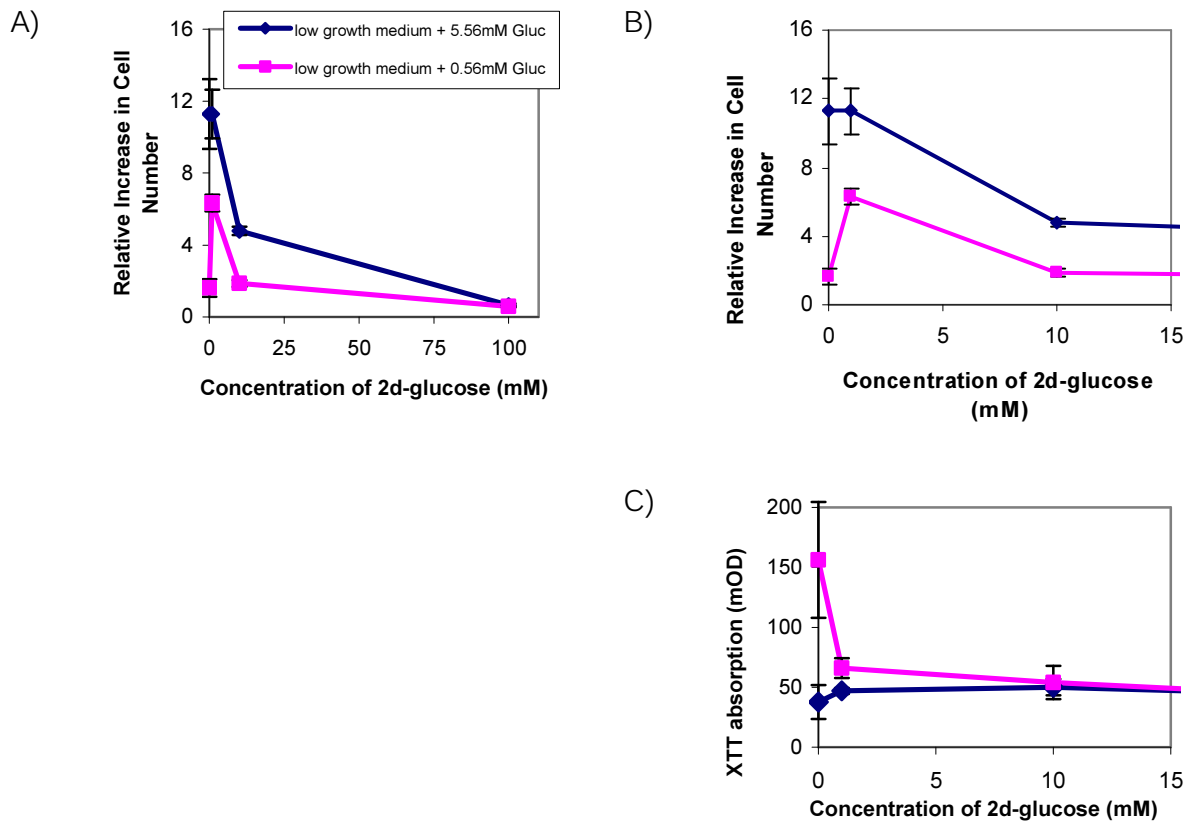 A)
16
12
8
4
0
Relative Increase in Cell
Number
low growth medium + 5.56mM Gluc
low growth medium + 0.56mM Gluc
0 25 50 75 100
Concentration of 2d-glucose (mM)
B)
16
12
8
4
0
Relative Increase in Cell
Number
0 5 10 15
Concentration of 2d-glucose
(mM)
C)
200
150
100
50
0
XTT absorption (mOD)
0 5 10 15
Concentration of 2d-glucose (mM)